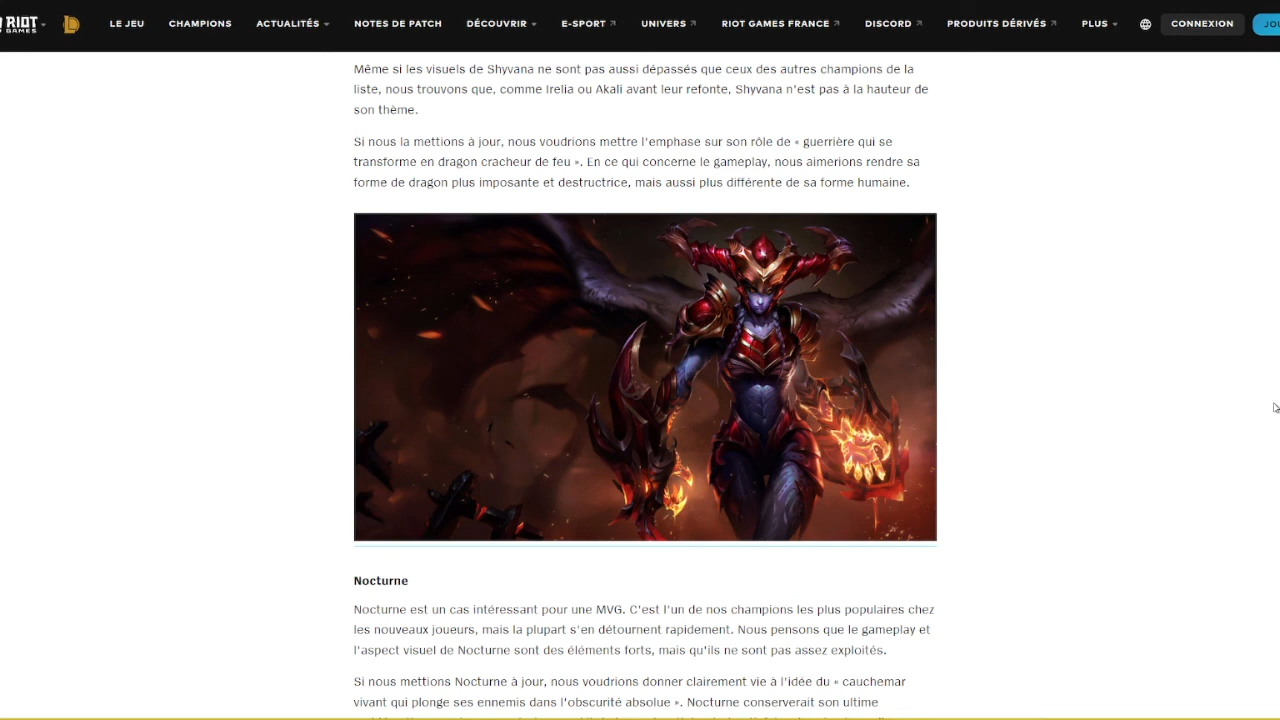 RIOT GAMES LE JEU CHAMPIONS ACTUALITÉS NOTES DE PATCH DÉCOUVRIR E-SPORT UNIVERS RIOT GAMES FRANCE DISCORD PRODUITS DÉRIVÉS PLUS CONNEXION
Même si les visuels de Shyvana ne sont pas aussi dépassés que ceux des autres champions de la
liste, nous trouvons que, comme Irelia ou Akali avant leur refonte, Shyvana n'est pas à la hauteur de
son thème.
Si nous la mettions à jour, nous voudrions mettre l'emphase sur son rôle de « guerrière qui se
transforme en dragon cracheur de feu ». En ce qui concerne le gameplay, nous aimerions rendre sa
forme de dragon plus imposante et destructrice, mais aussi plus différente de sa forme humaine.
Nocturne
Nocturne est un cas intéressant pour une MVG. C'est l'un de nos champions les plus populaires chez
les nouveaux joueurs, mais la plupart s'en détournent rapidement. Nous pensons que le gameplay et
l'aspect visuel de Nocturne sont des éléments forts, mais qu'ils ne sont pas assez exploités.
Si nous mettions Nocturne à jour, nous voudrions donner clairement vie à l'idée du « cauchemar
vivant qui plonge ses ennemis dans l'obscurité absolue ». Nocturne conserverait son ultime